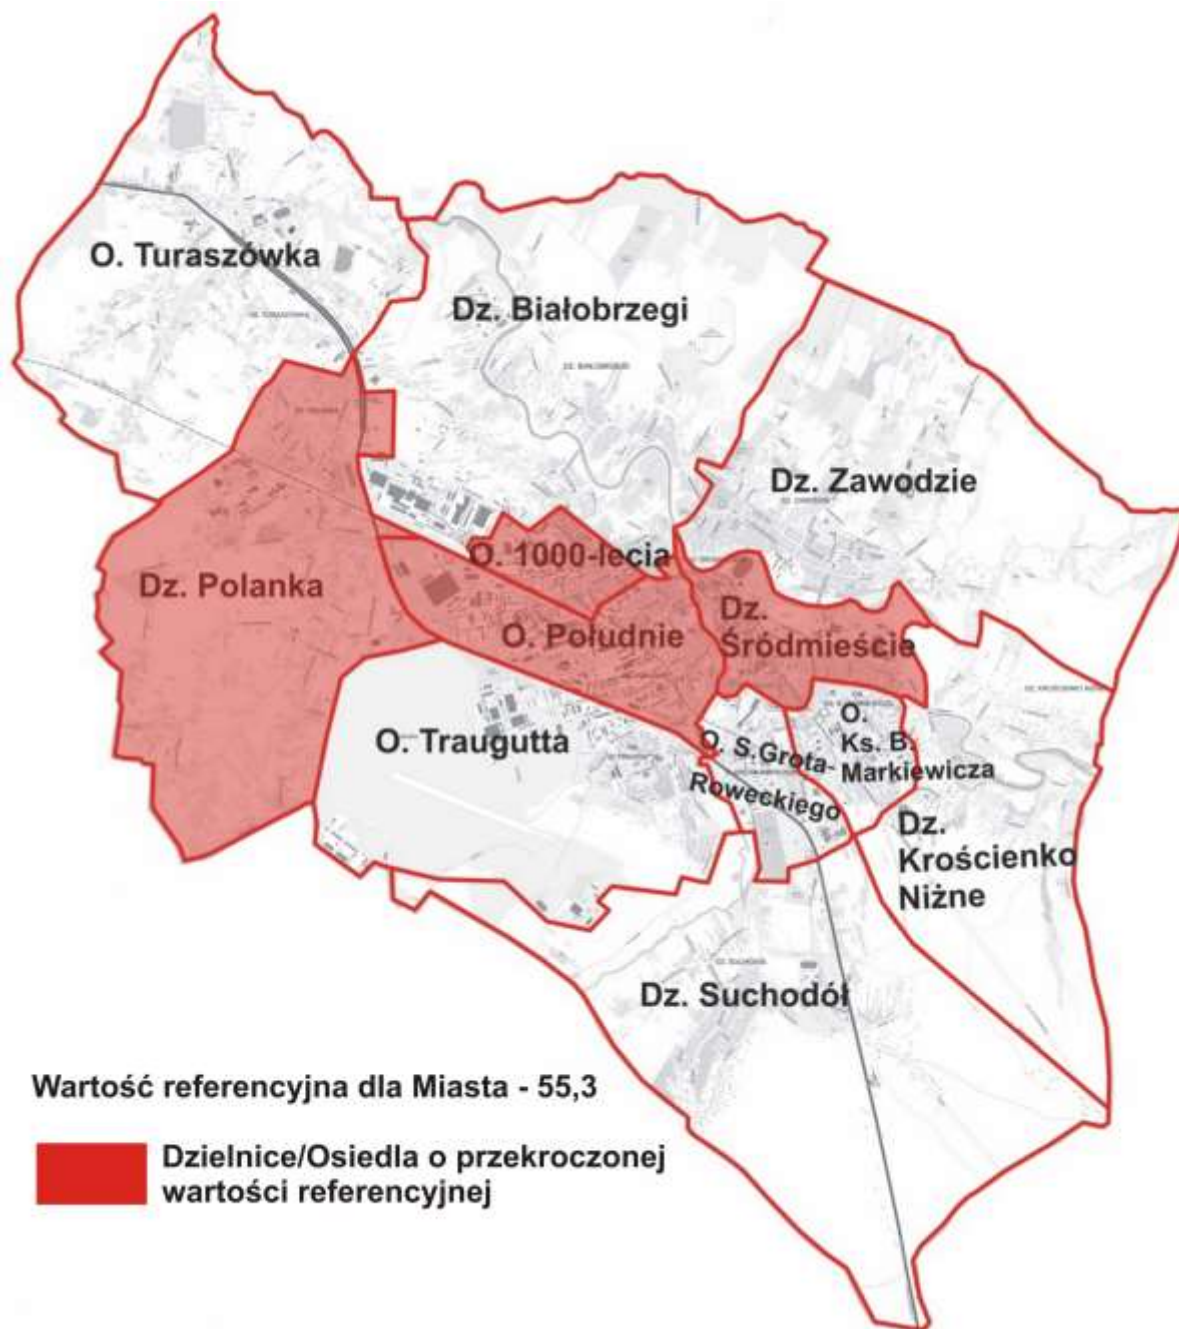 O. Turaszówka
Dz. Białobrzegi
Dz. Zawodzie
O. 1000-lecia
Dz. Polanka
O. Południe
Dz.
Śródmieście
O. Traugutta
O. S.Grota-
Roweckiego
O.
Ks. B.
Markiewicza
Dz.
Krościenko
Niżne
Dz. Suchodół
Wartość referencyjna dla Miasta - 55,3
Dzielnice/Osiedla o przekroczonej
wartości referencyjnej